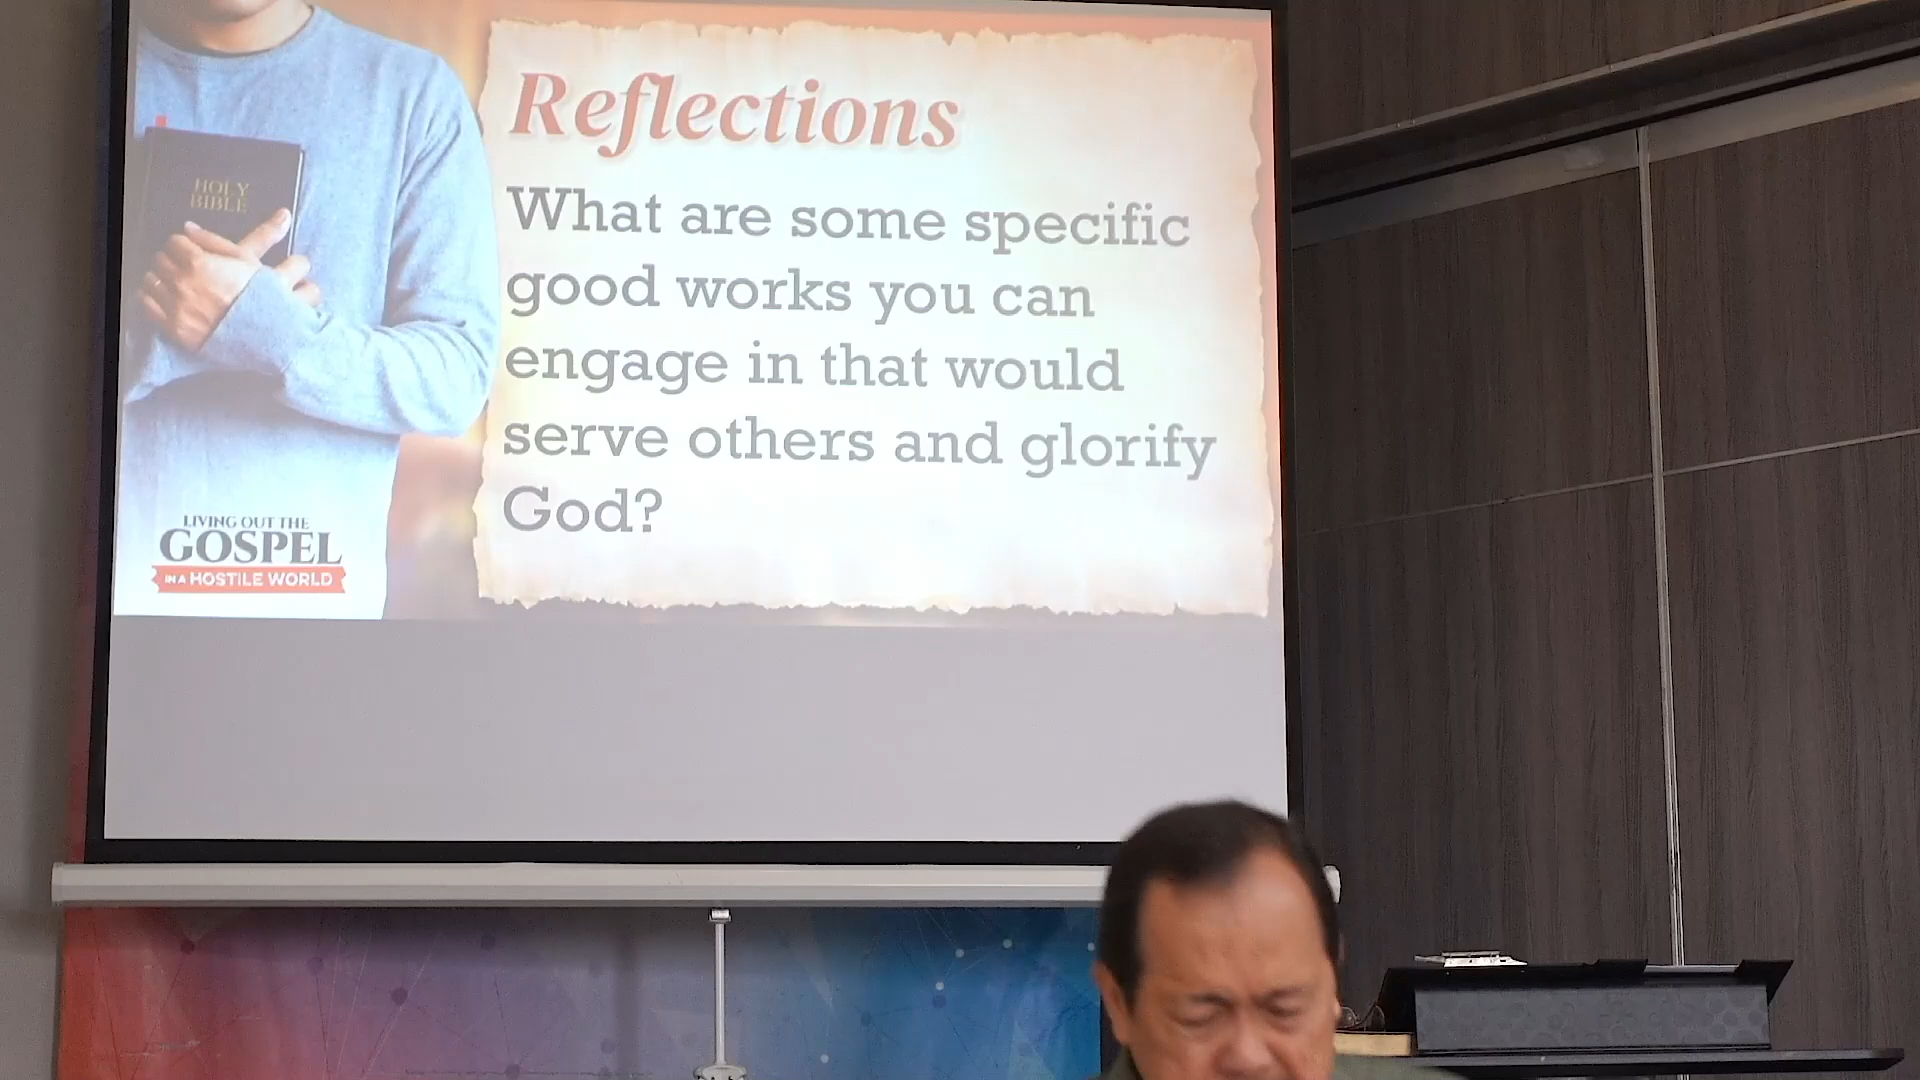 Reflections
What are some specific
good works you can
engage in that would
serve others and glorify
God?
HOLY
BIBLE
LIVING OUT THE
GOSPEL
IN A HOSTILE WORLD